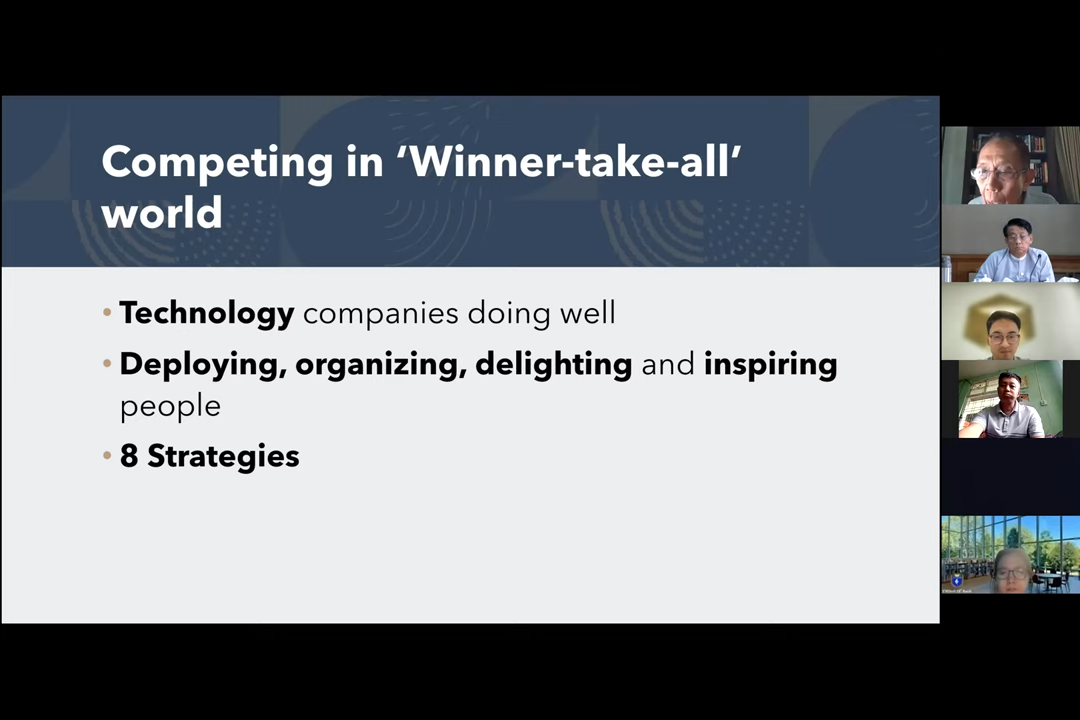 Competing in ‘Winner-take-all’
world
• Technology companies doing well
• Deploying, organizing, delighting and inspiring
people
• 8 Strategies